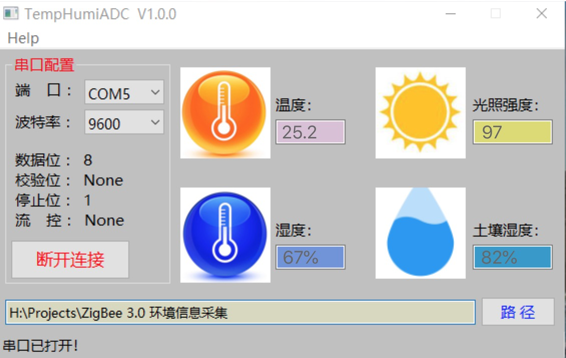 TempHumiADC V1.0.0
Help
串口配置
端 口： COM5
波特率： 9600
数据位： 8
校验位： None
停止位： 1
流 控： None
断开连接
温度：
25.2
光照强度：
97
湿度：
67%
土壤湿度：
82%
H:\Projects\ZigBee 3.0 环境信息采集
路 径
串口已打开!